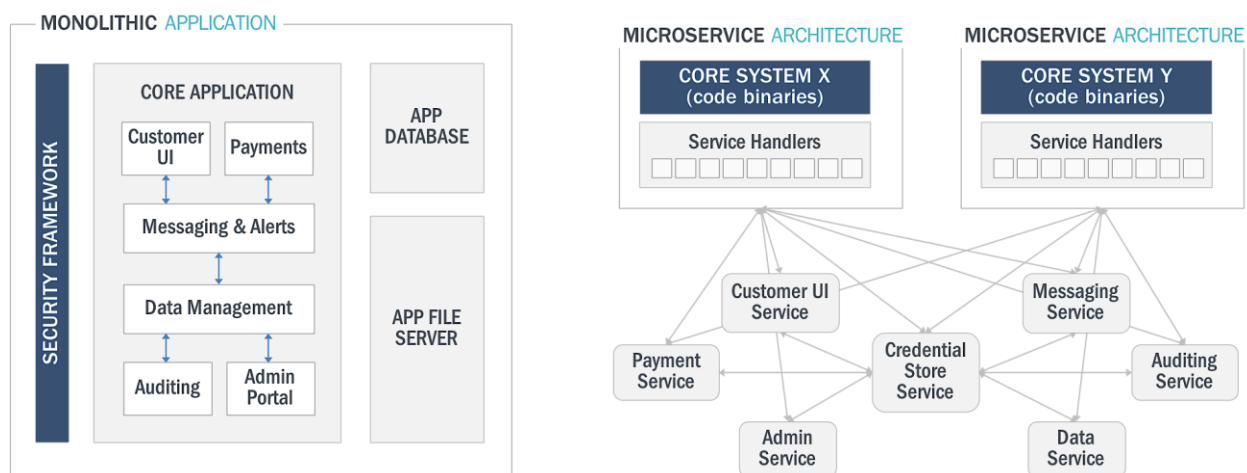 MONOLITHIC APPLICATION
SECURITY FRAMEWORK
CORE APPLICATION
Customer
UI
Payments
Messaging & Alerts
Data Management
Auditing
Admin
Portal
APP
DATABASE
APP FILE
SERVER
MICROSERVICE ARCHITECTURE
CORE SYSTEM X
(code binaries)
Service Handlers
MICROSERVICE ARCHITECTURE
CORE SYSTEM Y
(code binaries)
Service Handlers
Customer UI
Service
Messaging
Service
Payment
Service
Credential
Store
Service
Auditing
Service
Admin
Service
Data
Service